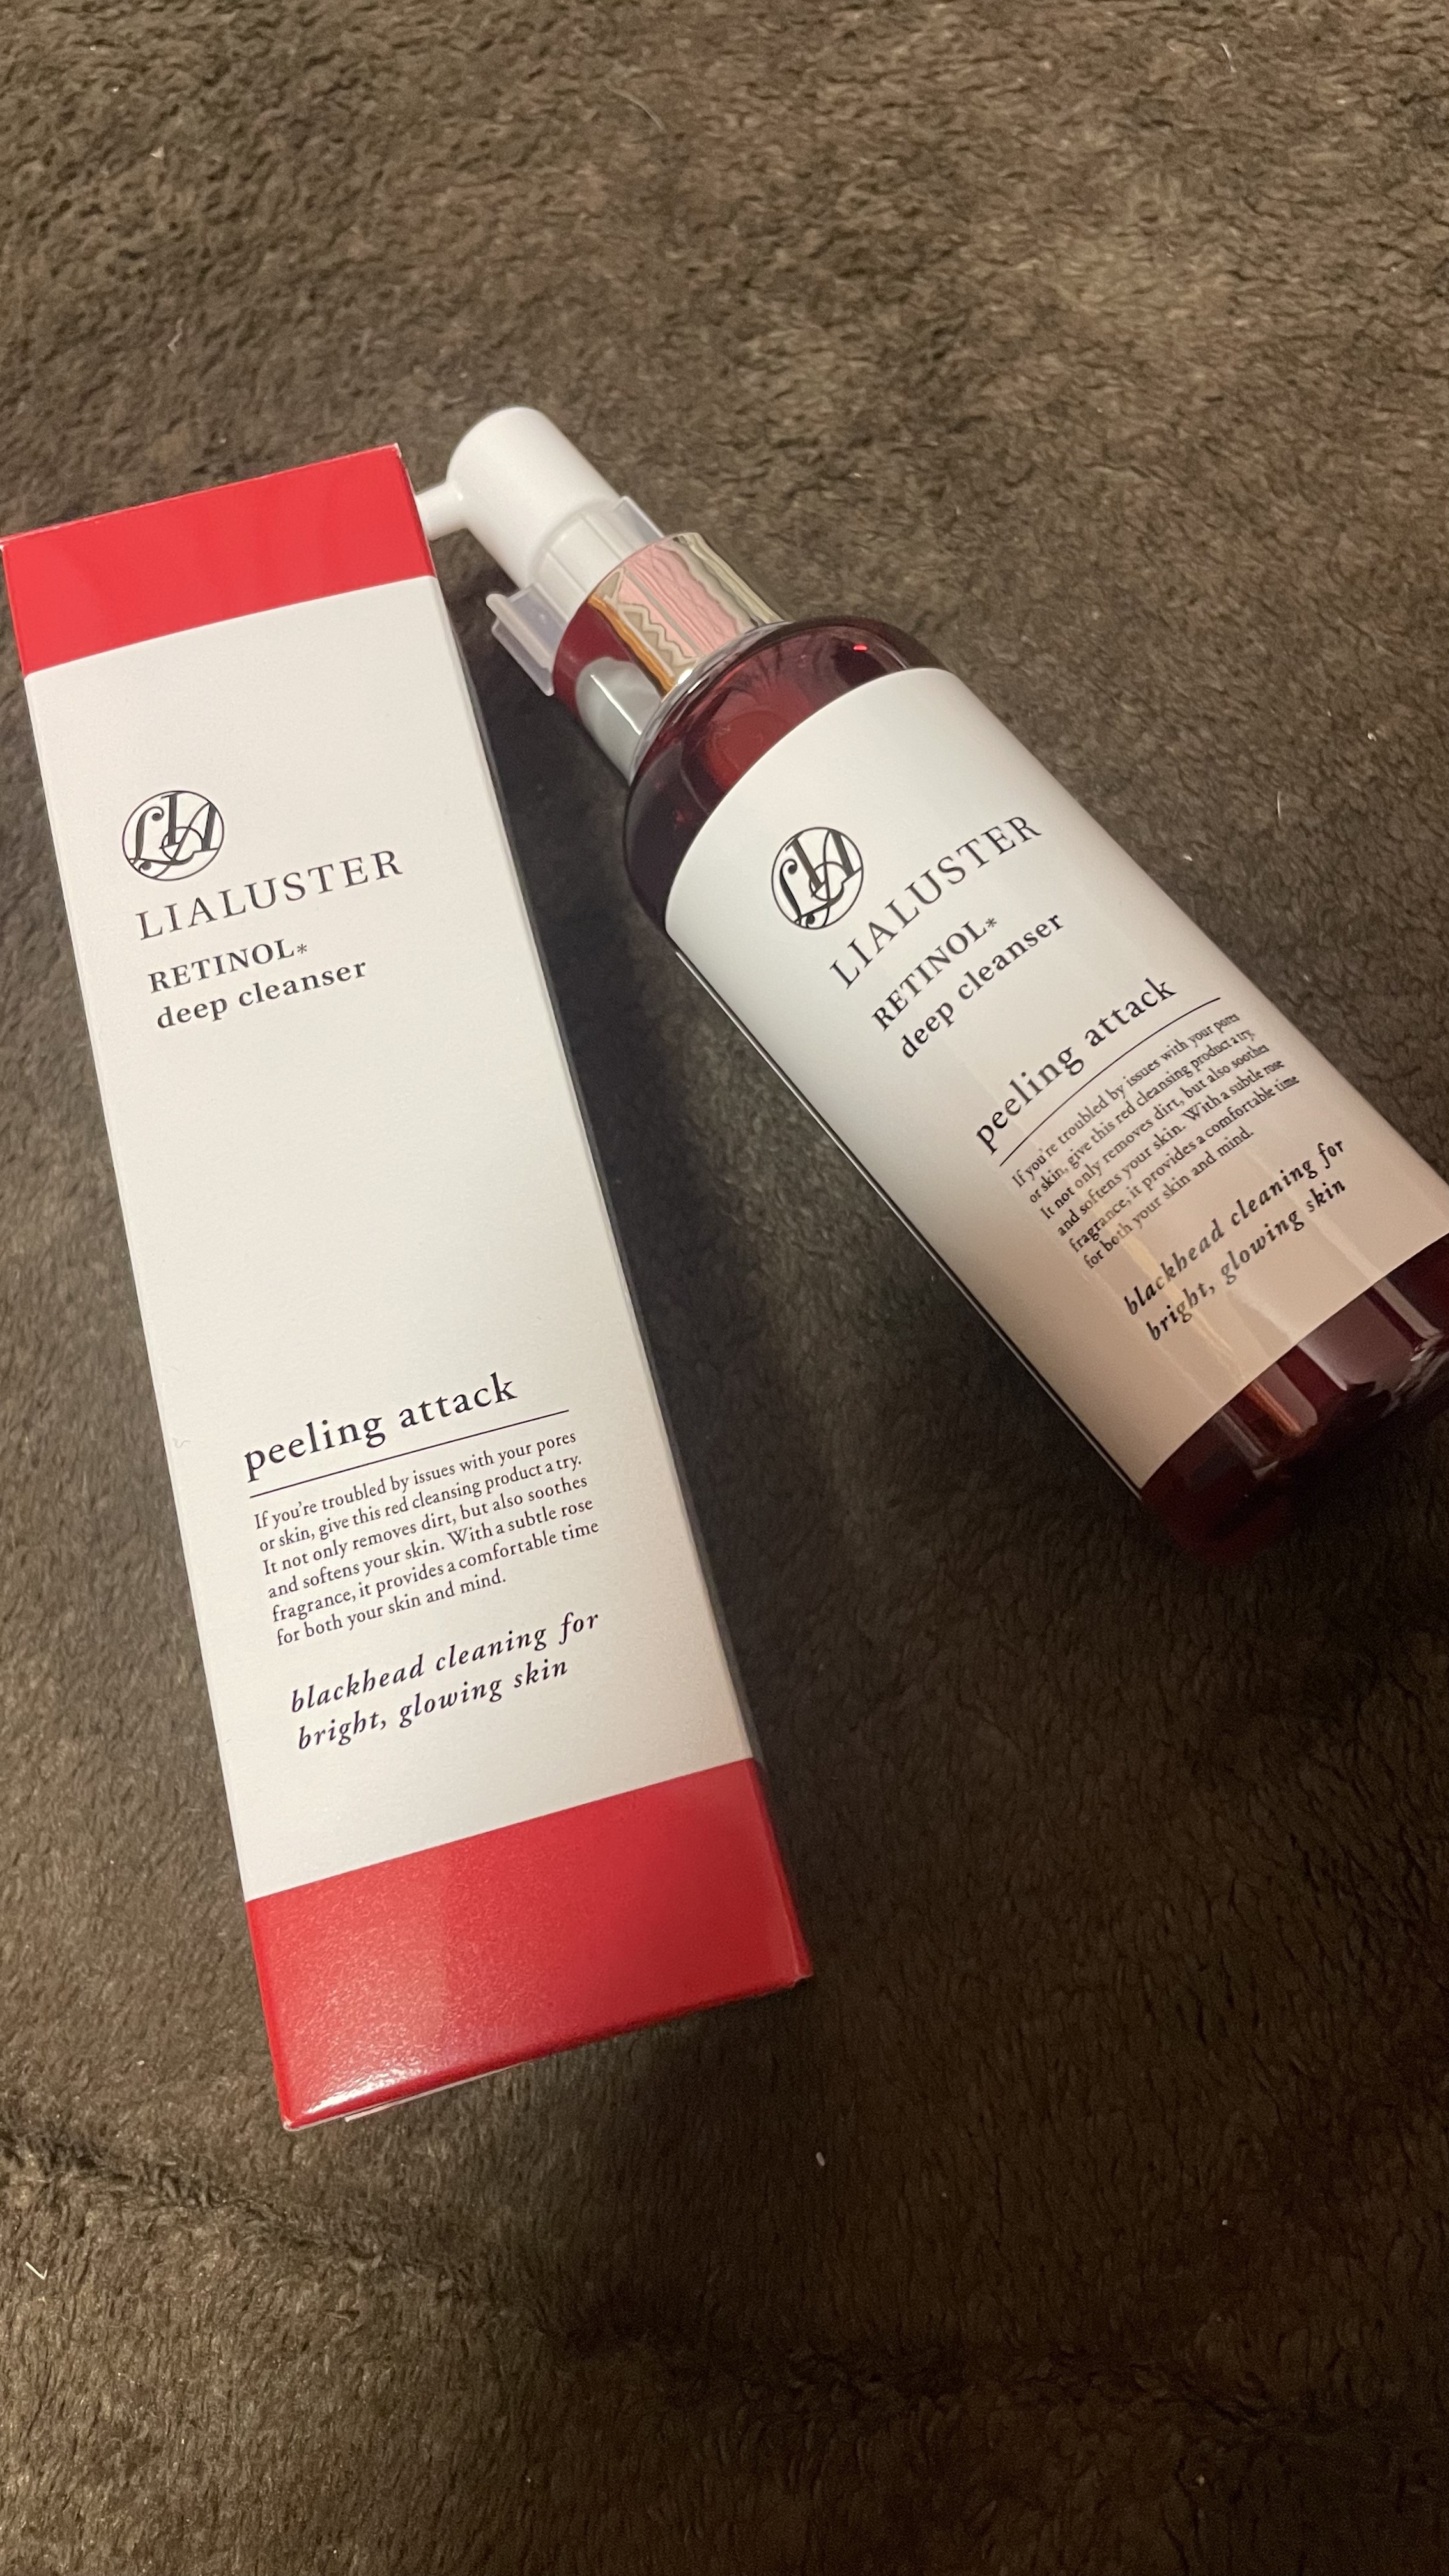 LIA
LIALUSTER
RETINOL*
deep cleanser
peeling attack
If you're troubled by issues with your pores
or skin, give this red cleansing product a try.
It not only removes dirt, but also soothes
and softens your skin. With a subtle rose
fragrance, it provides a comfortable time
for both your skin and mind.
blackhead cleaning for
bright, glowing skin
LIA
LIALUSTER
RETINOL*
deep cleanser
peeling attack
If you're troubled by issues with your pores
or skin, give this red cleansing product a try.
It not only removes dirt, but also soothes
and softens your skin. With a subtle rose
fragrance, it provides a comfortable time
for both your skin and mind.
blackhead cleaning for
bright, glowing skin